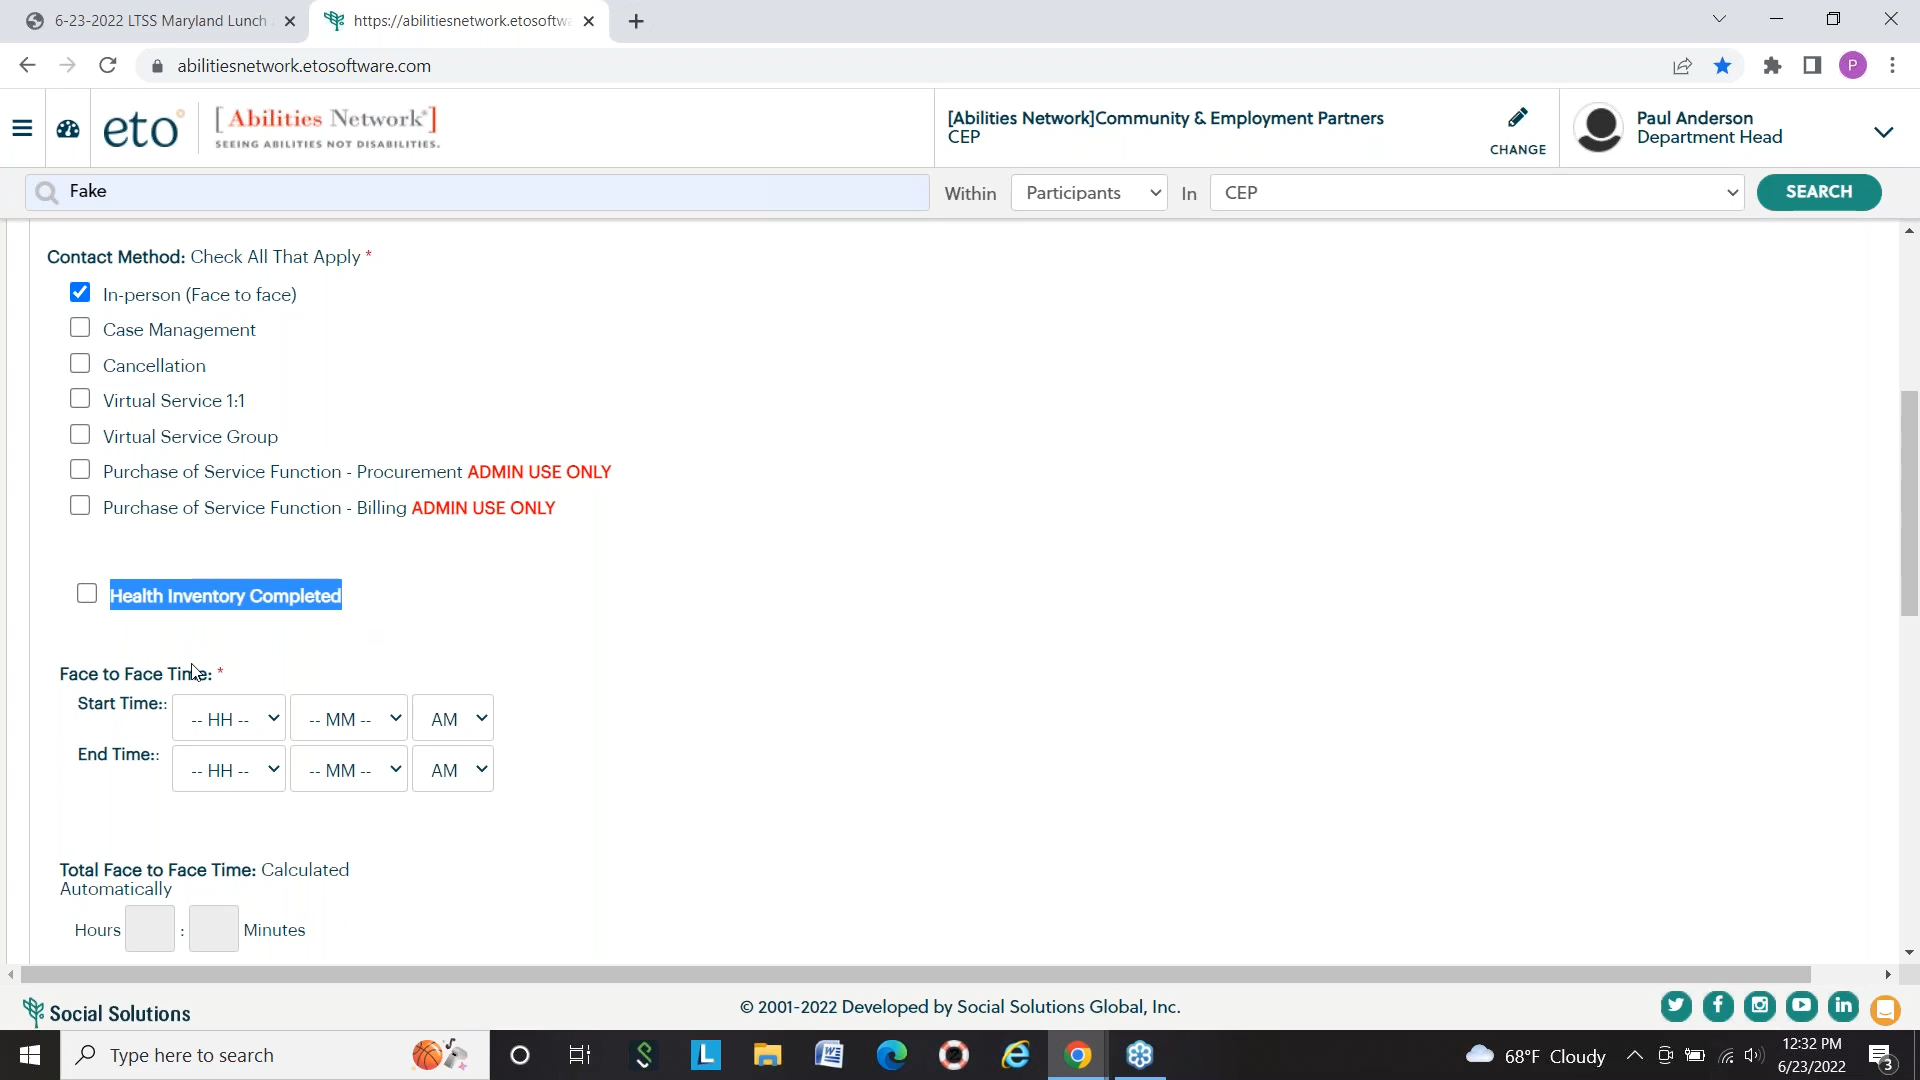 6-23-2022 LTSS Maryland Lunch
https://abilitiesnetwork.etosoftwa
abilitiesnetwork.etosoftware.com
P
eto
[ Abilities Network® ]
SEEING ABILITIES NOT DISABILITIES.
[Abilities Network]Community & Employment Partners
CEP
CHANGE
Paul Anderson
Department Head
Fake
Within
Participants
In
CEP
SEARCH
Contact Method: Check All That Apply *
In-person (Face to face)
Case Management
Cancellation
Virtual Service 1:1
Virtual Service Group
Purchase of Service Function - Procurement ADMIN USE ONLY
Purchase of Service Function - Billing ADMIN USE ONLY
Health Inventory Completed
Face to Face Time: *
Start Time:: -- HH -- -- MM -- AM
End Time:: -- HH -- -- MM -- AM
Total Face to Face Time: Calculated
Automatically
Hours : Minutes
Social Solutions
© 2001-2022 Developed by Social Solutions Global, Inc.
Type here to search
68°F Cloudy
12:32 PM
6/23/2022
3